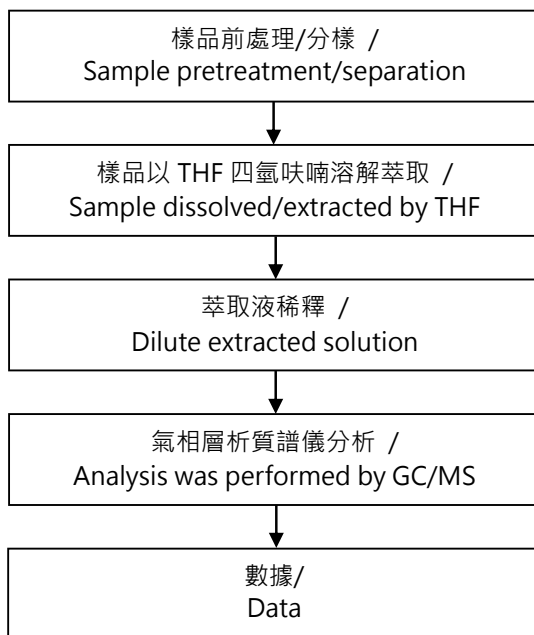 樣品前處理/分樣 /
Sample pretreatment/separation
樣品以 THF 四氫呋喃溶解萃取 /
Sample dissolved/extracted by THF
萃取液稀釋 /
Dilute extracted solution
氣相層析質譜儀分析 /
Analysis was performed by GC/MS
數據/
Data